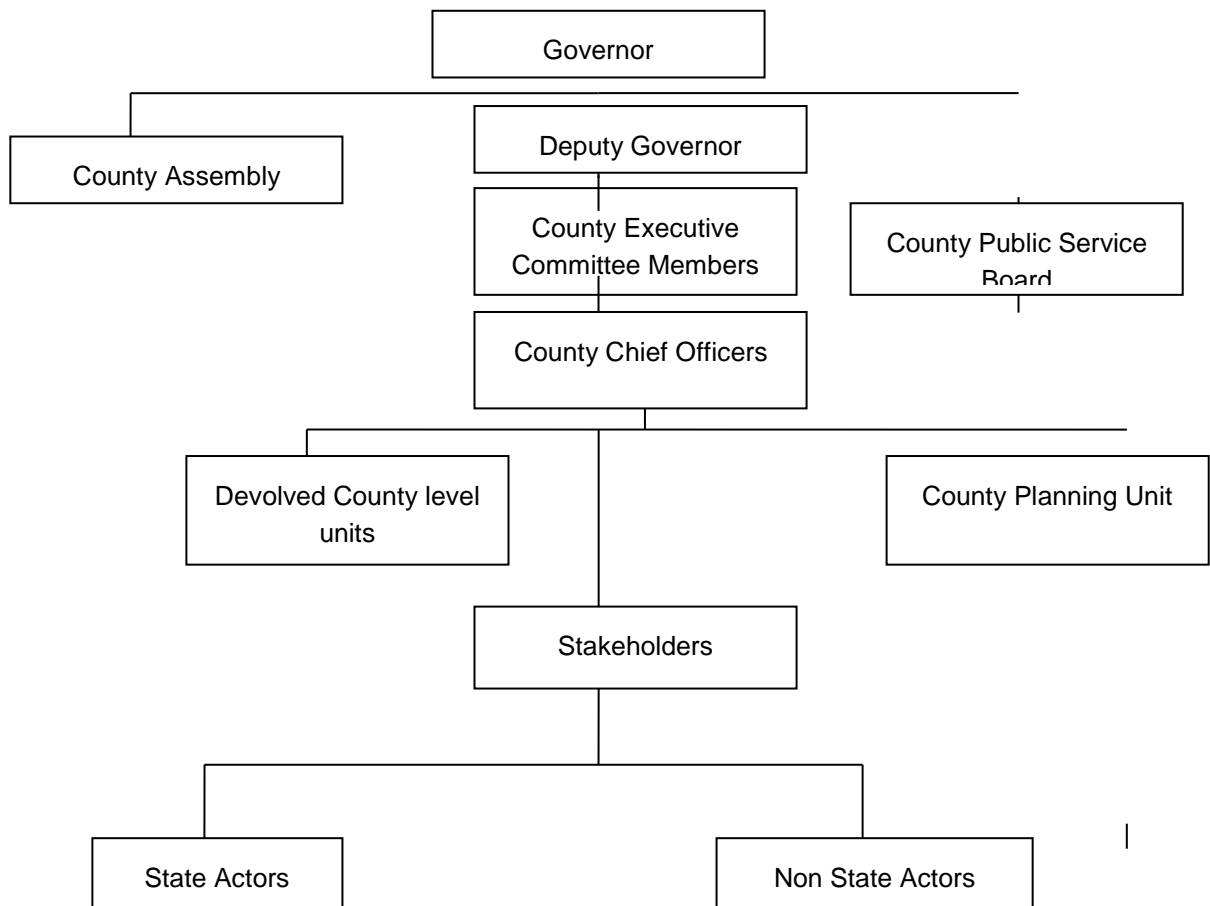 Governor
Deputy Governor
County Assembly
County Executive
Committee Members
County Public Service
Board
County Chief Officers
Devolved County level
units
County Planning Unit
Stakeholders
State Actors
Non State Actors